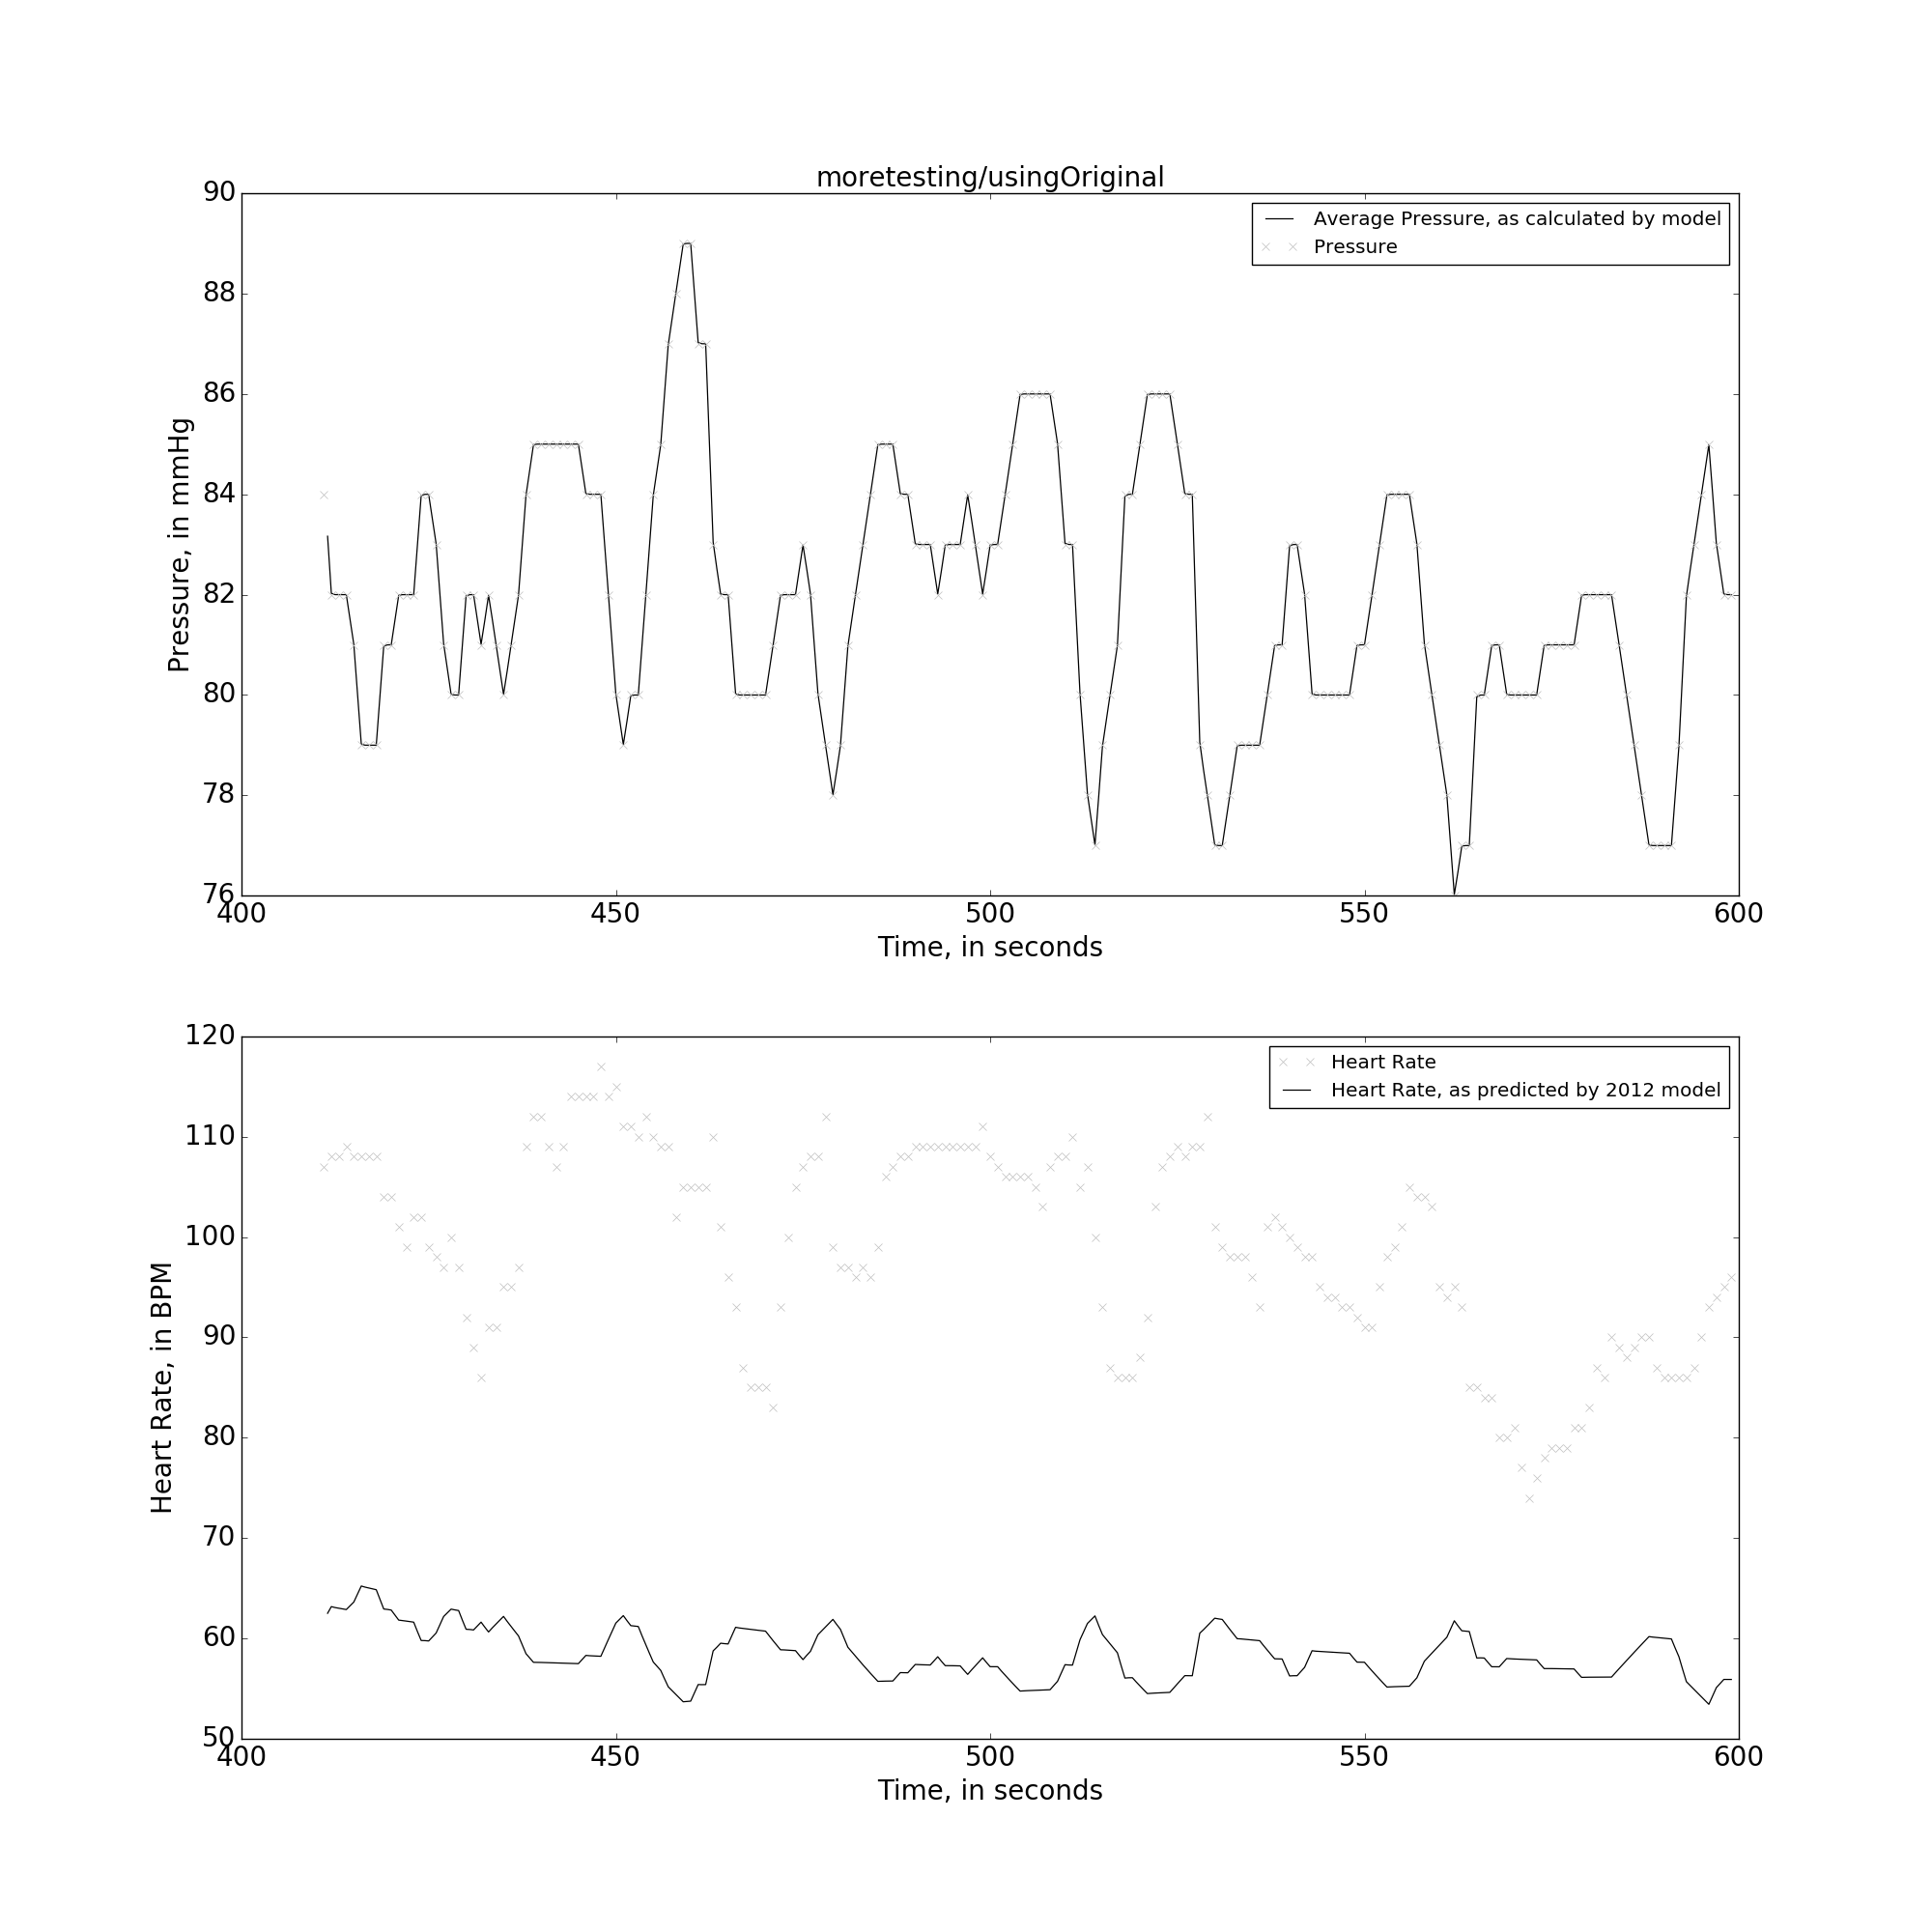 moretesting/usingOriginal
90
88
86
84
82
80
78
76
Pressure, in mmHg
Average Pressure, as calculated by model
Pressure
400 450 500 550 600
Time, in seconds
120
110
100
90
80
70
60
50
Heart Rate, in BPM
Heart Rate
Heart Rate, as predicted by 2012 model
400 450 500 550 600
Time, in seconds